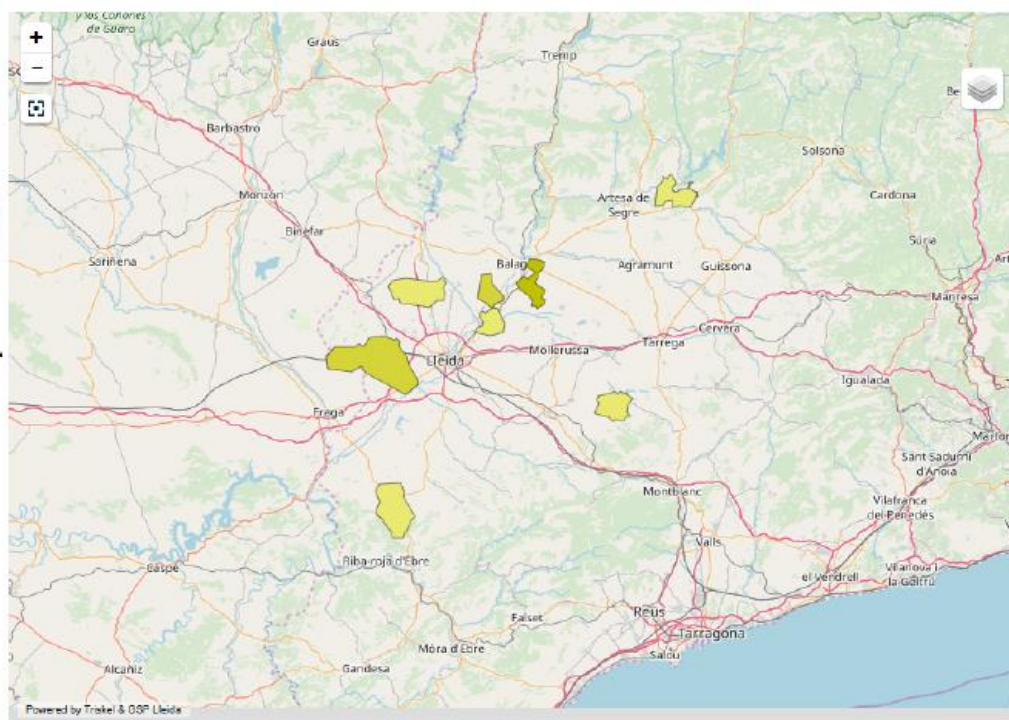 y los Cañones
de Guara
Graus
Tremp
+
−
Barbastro
Solsona
Monzón
Artesa de
Segre
Cardona
Binéfar
Súria
Sariñena
Balag
Agramunt
Guissona
Manresa
Cervera
Lleida
Mollerussa
Tàrrega
Igualada
Fraga
Sant Sadurní
d'Anoia
Montblanc
Vilafranca
del Penedès
Valls
Riba-roja d'Ebre
Caspe
el Vendrell
Vilanova i
la Geltrú
Reus
Falset
Tarragona
Móra d'Ebre
Salou
Alcañiz
Gandesa
Powered by Triskel & GSP Lleida